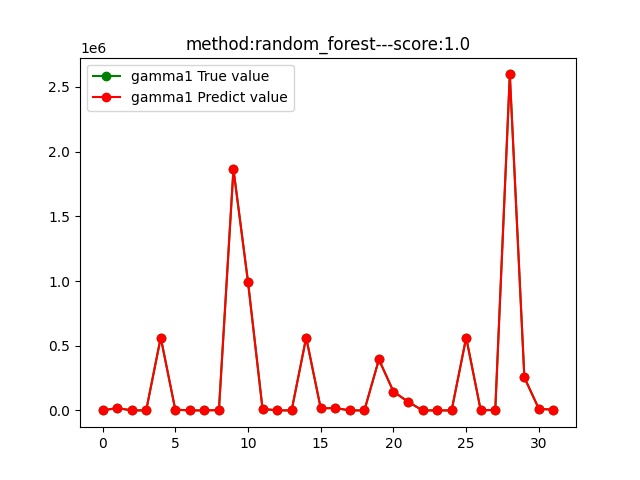 method:random_forest---score:1.0
1e6
gamma1 True value
gamma1 Predict value
2.5
2.0
1.5
1.0
0.5
0.0
0 5 10 15 20 25 30